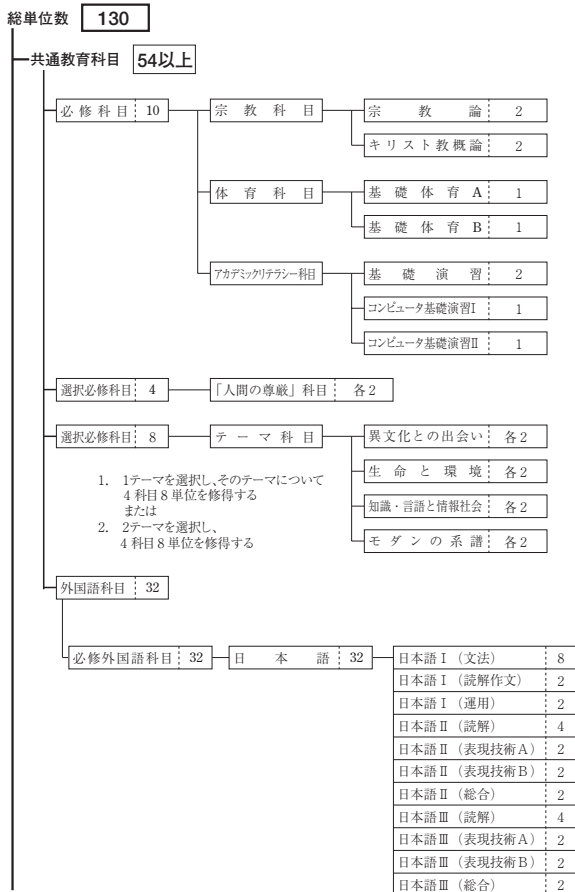 総単位数 130
共通教育科目 54以上
必修科目 10 宗教科目 宗教論 2
キリスト教概論 2
体育科目 基礎体育A 1
基礎体育B 1
アカデミックリテラシー科目 基礎演習 2
コンピュータ基礎演習I 1
コンピュータ基礎演習II 1
選択必修科目 4 「人間の尊厳」科目 各2
選択必修科目 8 テーマ科目 異文化との出会い 各2
生命と環境 各2
知識・言語と情報社会 各2
モダンの系譜 各2
1. 1テーマを選択し、そのテーマについて
4科目8単位を修得する
または
2. 2テーマを選択し、
4科目8単位を修得する
外国語科目 32
必修外国語科目 32 日本語 32 日本語Ⅰ(文法) 8
日本語Ⅰ(読解作文) 2
日本語Ⅰ(運用) 2
日本語Ⅱ(読解) 4
日本語Ⅱ(表現技術A) 2
日本語Ⅱ(表現技術B) 2
日本語Ⅱ(総合) 2
日本語Ⅲ(読解) 4
日本語Ⅲ(表現技術A) 2
日本語Ⅲ(表現技術B) 2
日本語Ⅲ(総合) 2